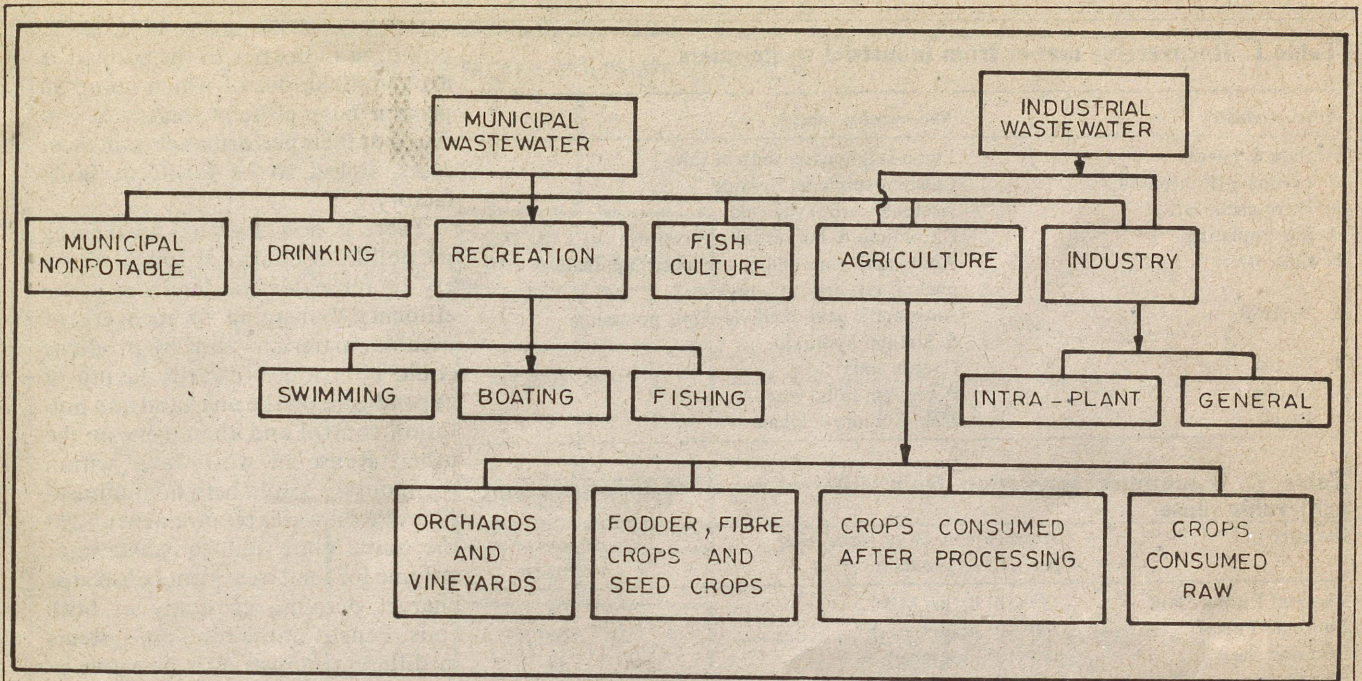 MUNICIPAL
WASTEWATER
INDUSTRIAL
WASTEWATER
MUNICIPAL
NONPOTABLE
DRINKING
RECREATION
FISH
CULTURE
AGRICULTURE
INDUSTRY
SWIMMING
BOATING
FISHING
INTRA-PLANT
GENERAL
ORCHARDS
AND
VINEYARDS
FODDER, FIBRE
CROPS AND
SEED CROPS
CROPS CONSUMED
AFTER PROCESSING
CROPS
CONSUMED
RAW